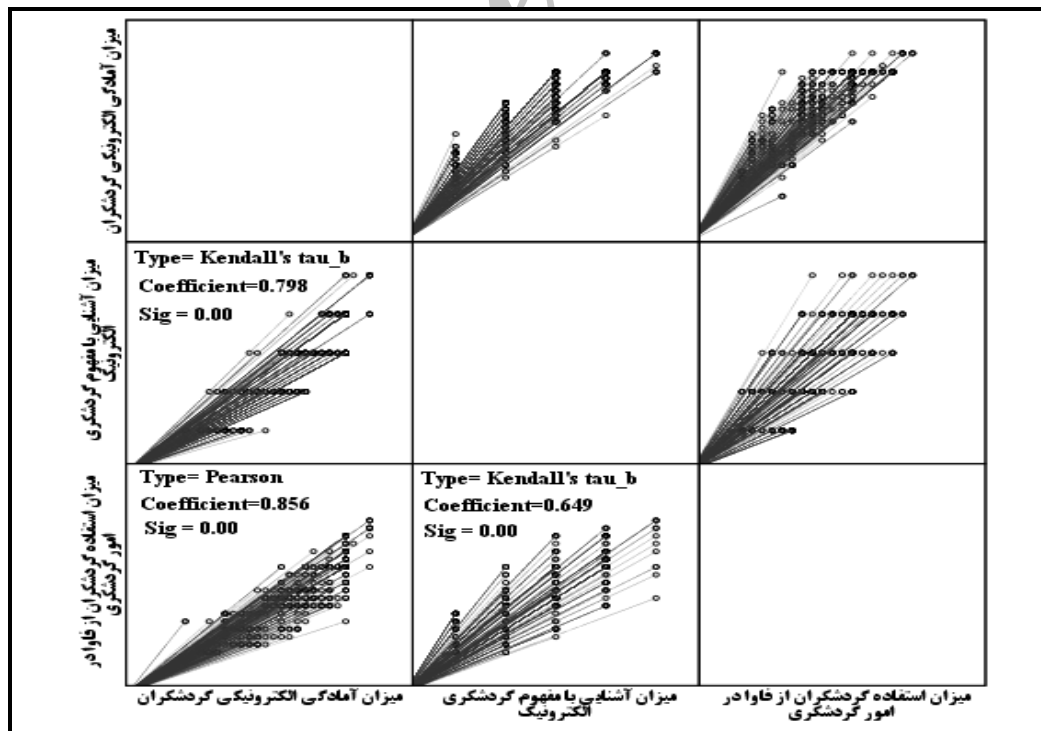 میزان آمادگی الکترونیکی گردشگران
میزان آشنایی با مفهوم گردشگری
الکترونیک
Type= Kendall's tau_b
Coefficient=0.798
Sig = 0.00
میزان استفاده گردشگران از فاوا در
امور گردشگری
Type= Pearson
Coefficient=0.856
Sig = 0.00
Type= Kendall's tau_b
Coefficient=0.649
Sig = 0.00
میزان آمادگی الکترونیکی گردشگران
میزان آشنایی با مفهوم گردشگری
الکترونیک
میزان استفاده گردشگران از فاوا در
امور گردشگری